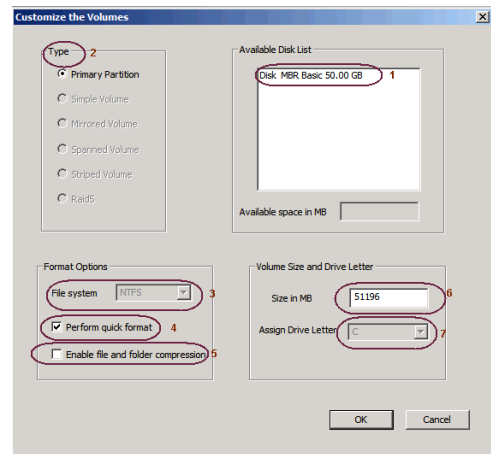 Customize the Volumes
Type 2
Primary Partition
Simple Volume
Mirrored Volume
Spanned Volume
Striped Volume
Raid5
Available Disk List
Disk MBR Basic 50.00 GB 1
Available space in MB
Format Options
File system NTFS 3
Perform quick format 4
Enable file and folder compression 5
Volume Size and Drive Letter
Size in MB 51196 6
Assign Drive Letter C 7
OK Cancel